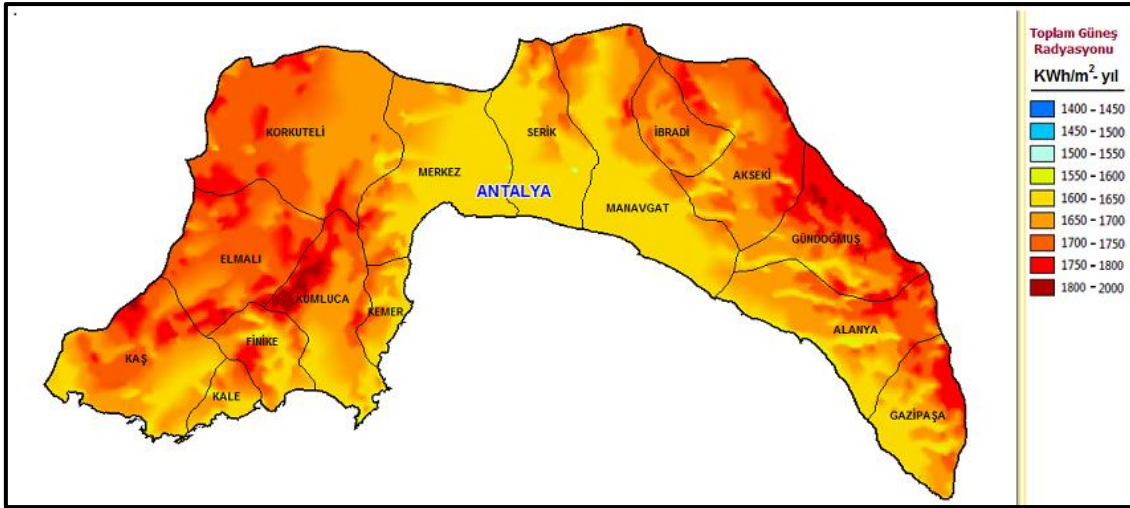 KORKUTELİ
SERİK
İBRADİ
MERKEZ
AKSEKİ
ANTALYA
MANAVGAT
GÜNDOĞMUŞ
ELMALI
KUMLUCA
KEMER
ALANYA
FİNİKE
KAŞ
KALE
GAZİPAŞA
Toplam Güneş
Radyasyonu
KWh/m²- yıl
1400 - 1450
1450 - 1500
1500 - 1550
1550 - 1600
1600 - 1650
1650 - 1700
1700 - 1750
1750 - 1800
1800 - 2000